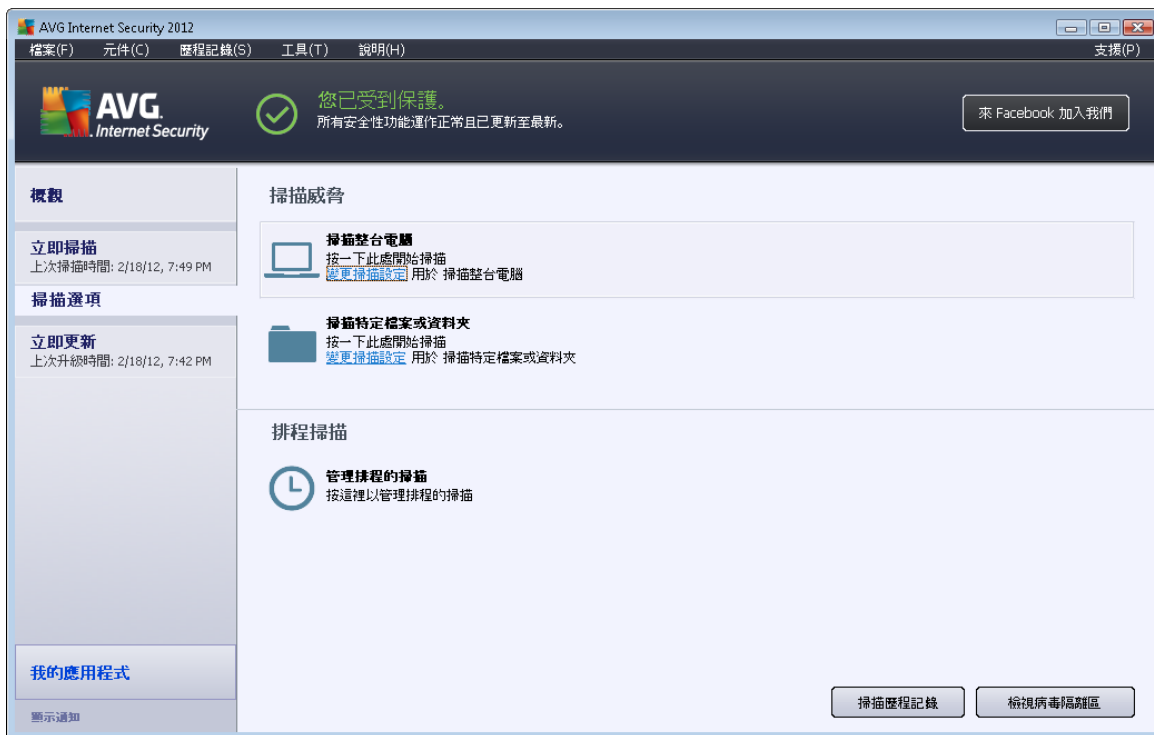 AVG Internet Security 2012
檔案(F) 元件(C) 歷程記錄(S) 工具(T) 說明(H) 支援(P)
AVG.
Internet Security
您已受到保護。
所有安全性功能運作正常且已更新至最新。
來 Facebook 加入我們
概觀
立即掃描
上次掃描時間: 2/18/12, 7:49 PM
掃描選項
立即更新
上次升級時間: 2/18/12, 7:42 PM
我的應用程式
顯示通知
掃描威脅
掃描整台電腦
按一下此處開始掃描
變更掃描設定 用於 掃描整台電腦
掃描特定檔案或資料夾
按一下此處開始掃描
變更掃描設定 用於 掃描特定檔案或資料夾
排程掃描
管理排程的掃描
按這裡以管理排程的掃描
掃描歷程記錄
檢視病毒隔離區